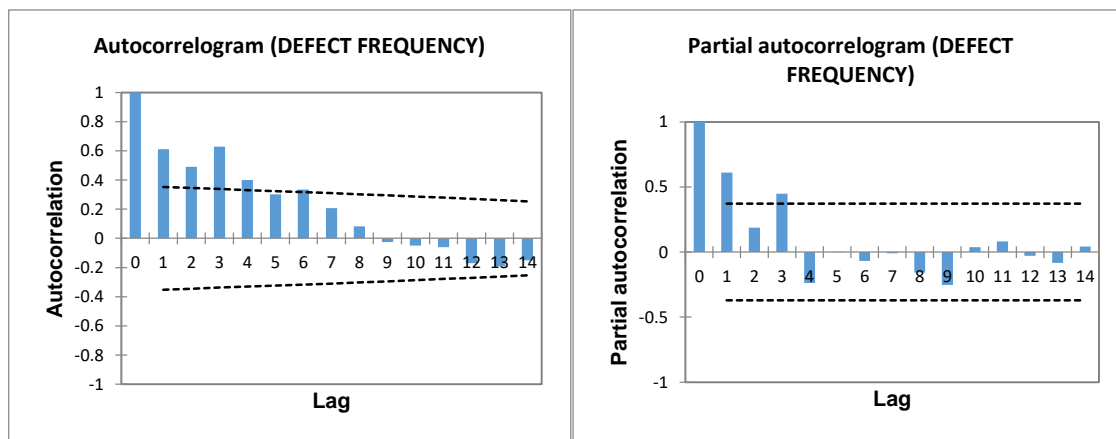 Autocorrelogram (DEFECT FREQUENCY)
1
0.8
0.6
0.4
0.2
0
-0.2
-0.4
-0.6
-0.8
-1
0 1 2 3 4 5 6 7 8 9 10 11 12 13 14
Autocorrelation
Lag
Partial autocorrelogram (DEFECT
FREQUENCY)
1
0.5
0
-0.5
-1
0 1 2 3 4 5 6 7 8 9 10 11 12 13 14
Partial autocorrelation
Lag